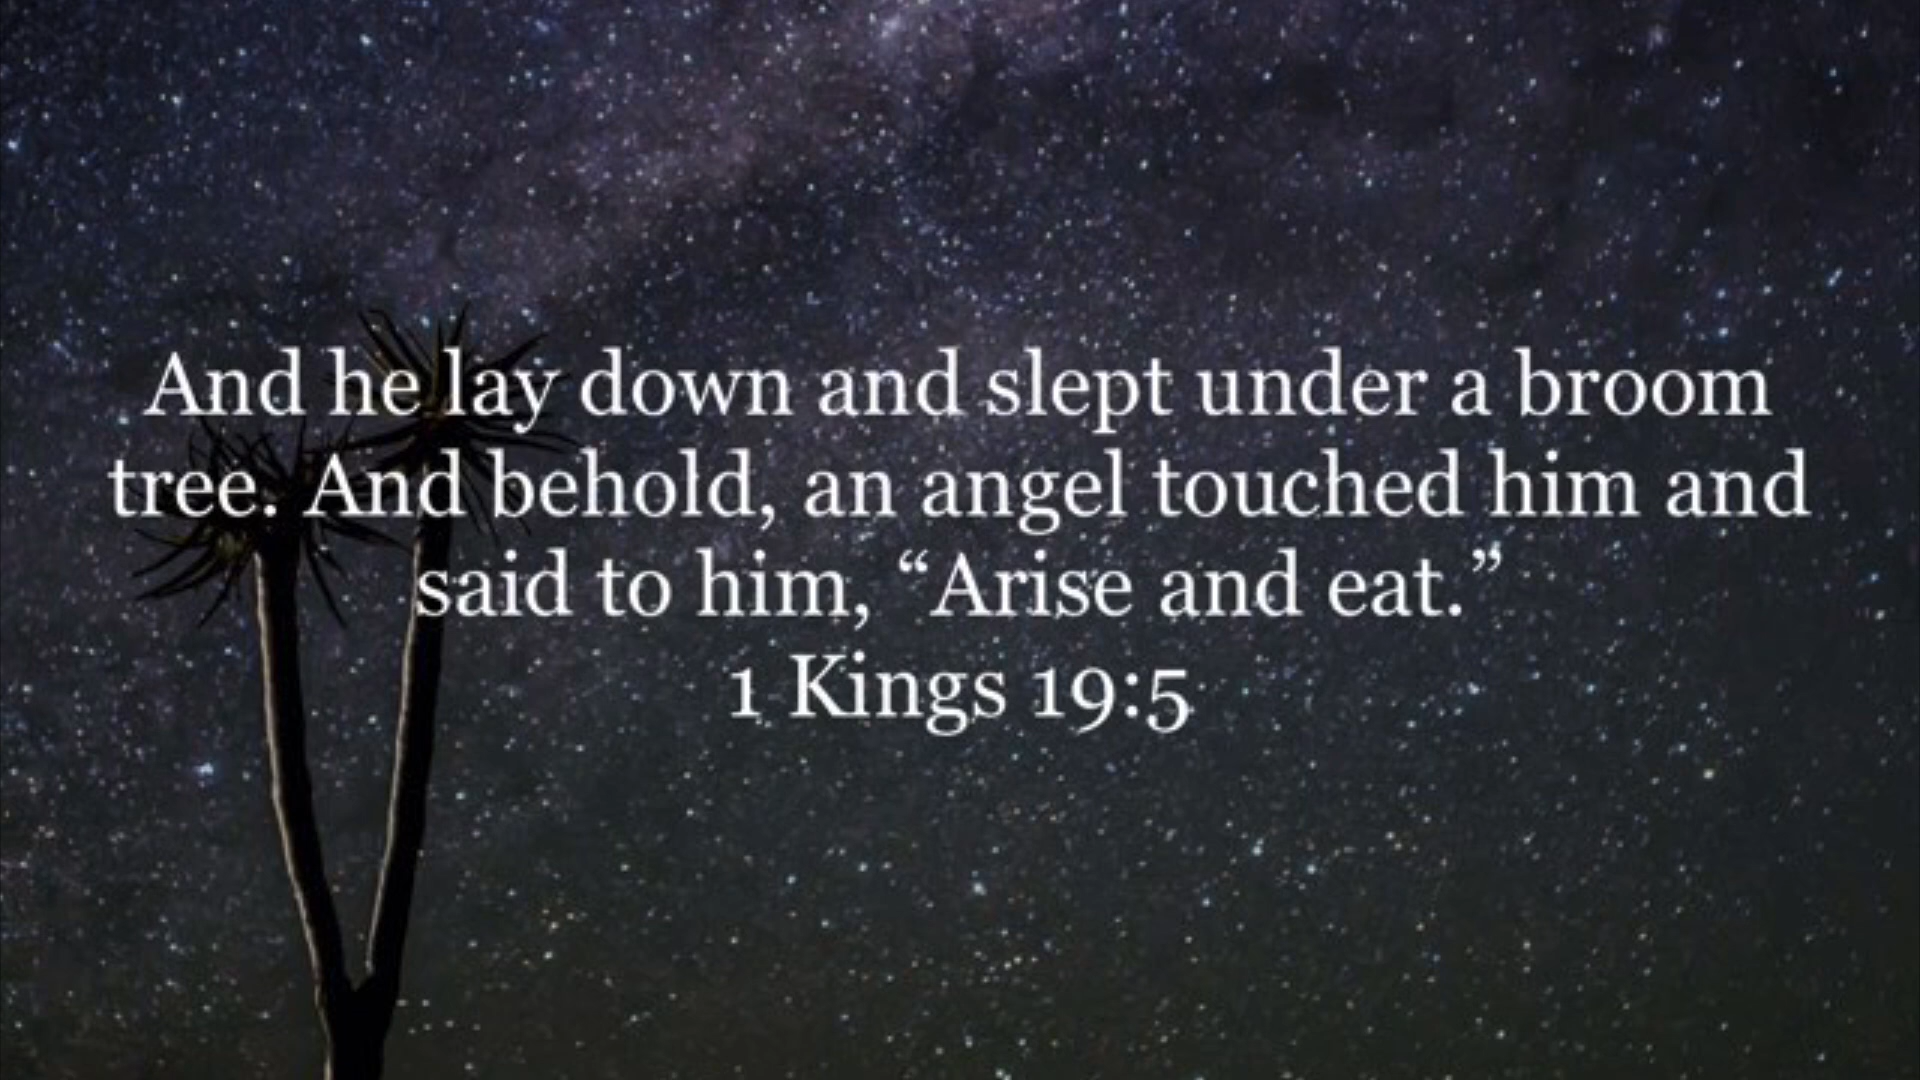 And he lay down and slept under a broom
tree. And behold, an angel touched him and
said to him, “Arise and eat.”
1 Kings 19:5